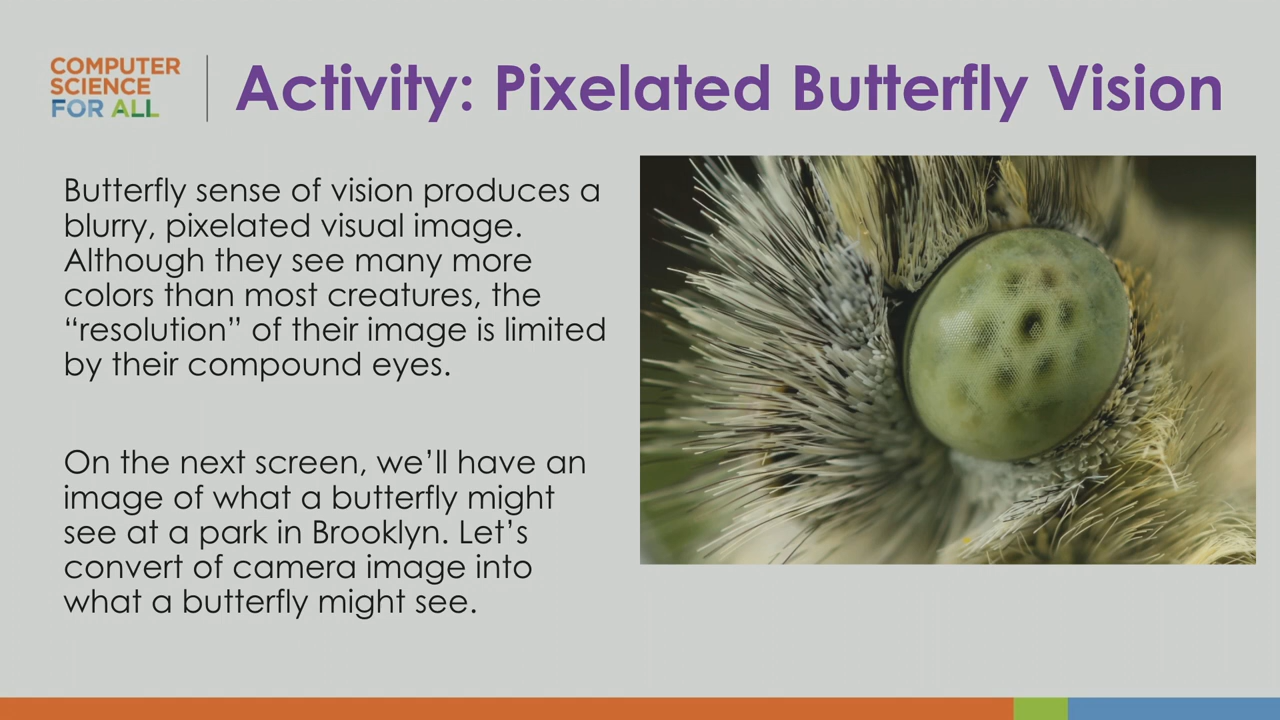 COMPUTER
SCIENCE
FOR ALL
Activity: Pixelated Butterfly Vision
Butterfly sense of vision produces a
blurry, pixelated visual image.
Although they see many more
colors than most creatures, the
“resolution” of their image is limited
by their compound eyes.
On the next screen, we’ll have an
image of what a butterfly might
see at a park in Brooklyn. Let’s
convert of camera image into
what a butterfly might see.